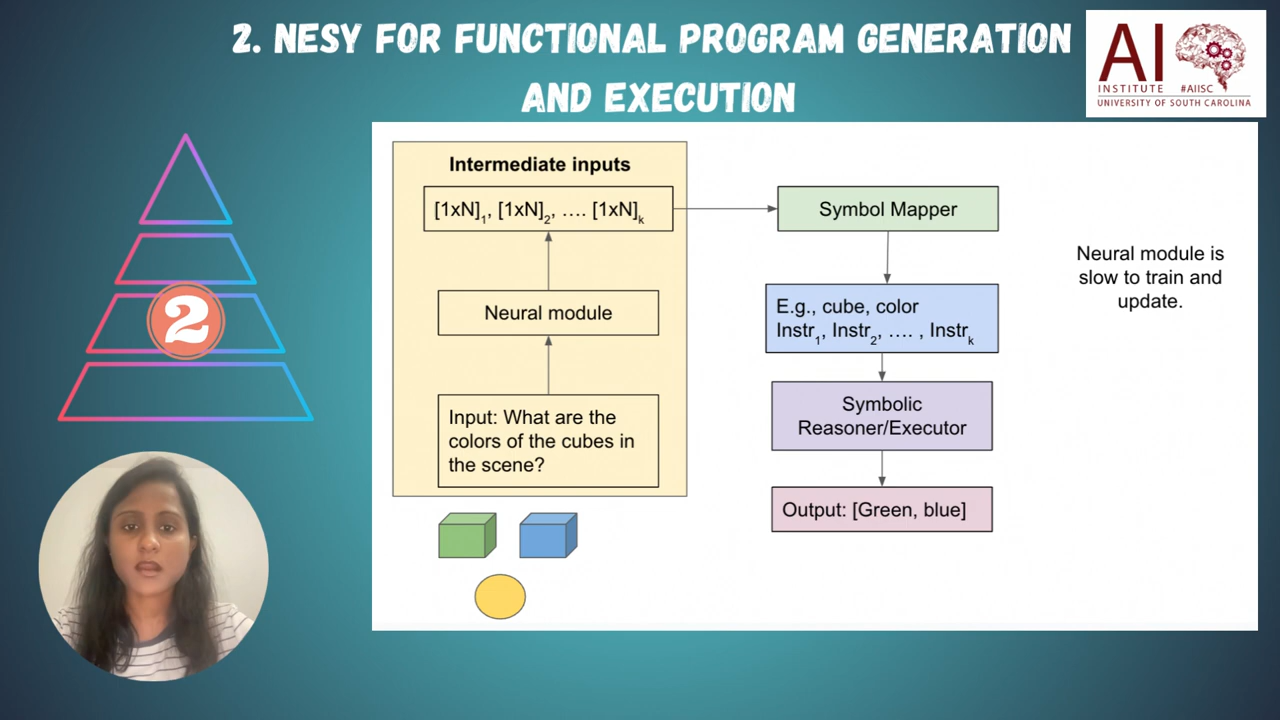 2. NESY FOR FUNCTIONAL PROGRAM GENERATION
AND EXECUTION
AI
INSTITUTE #AIISC
UNIVERSITY OF SOUTH CAROLINA
2
Intermediate inputs
[1xN]1, [1xN]2, .... [1xN]k
Neural module
Input: What are the
colors of the cubes in
the scene?
Symbol Mapper
E.g., cube, color
Instr1, Instr2, .... , Instrk
Symbolic
Reasoner/Executor
Output: [Green, blue]
Neural module is
slow to train and
update.